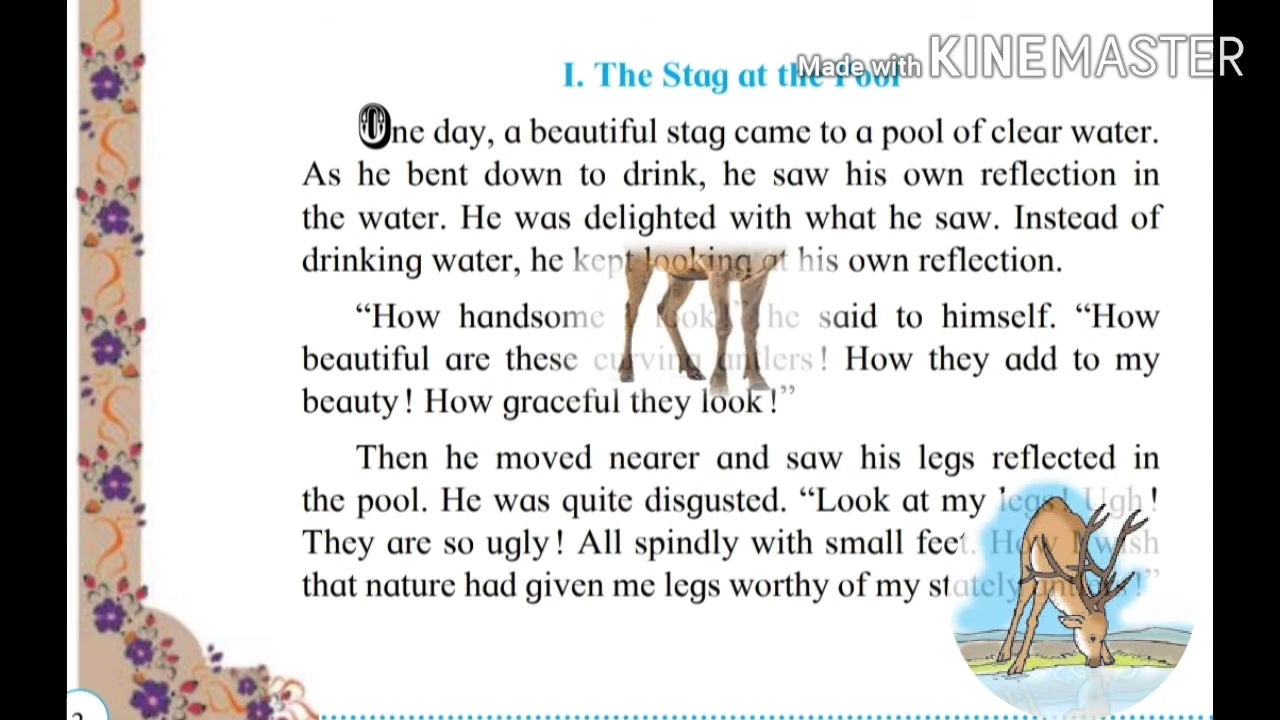 Made with KINEMASTER
I. The Stag at the Pool
One day, a beautiful stag came to a pool of clear water.
As he bent down to drink, he saw his own reflection in
the water. He was delighted with what he saw. Instead of
drinking water, he kept looking at his own reflection.
“How handsome I look!” he said to himself. “How
beautiful are these curving antlers! How they add to my
beauty! How graceful they look!”
Then he moved nearer and saw his legs reflected in
the pool. He was quite disgusted. “Look at my legs! Ugh!
They are so ugly! All spindly with small feet. How I wish
that nature had given me legs worthy of my stately antlers!”